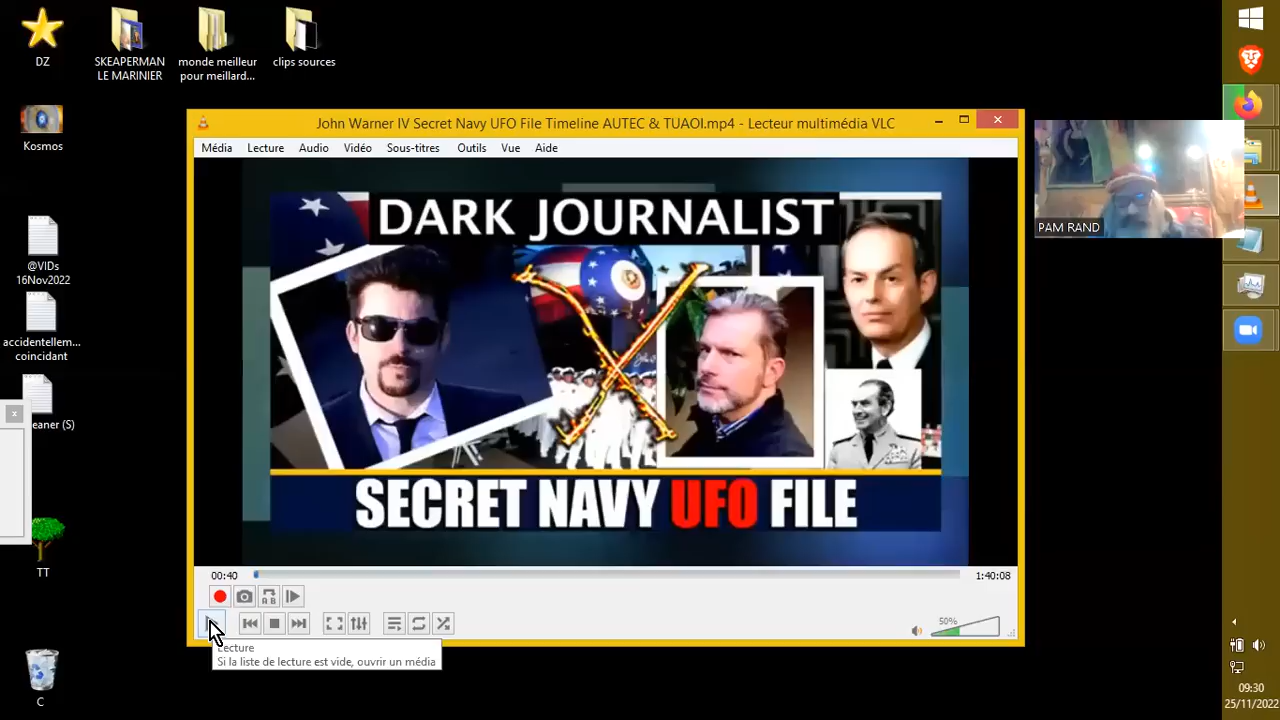 DZ
SKEAPERMAN
LE MARINIER
monde meilleur
pour meillard...
clips sources
Kosmos
@VIDs
16Nov2022
accidentellem...
coincidant
eaner (S)
TT
C
John Warner IV Secret Navy UFO File Timeline AUTEC & TUAOI.mp4 - Lecteur multimédia VLC
Média Lecture Audio Vidéo Sous-titres Outils Vue Aide
DARK JOURNALIST
X
SECRET NAVY UFO FILE
00:40 1:40:08
50%
Lecture
Si la liste de lecture est vide, ouvrir un média
PAM RAND
09:30
25/11/2022